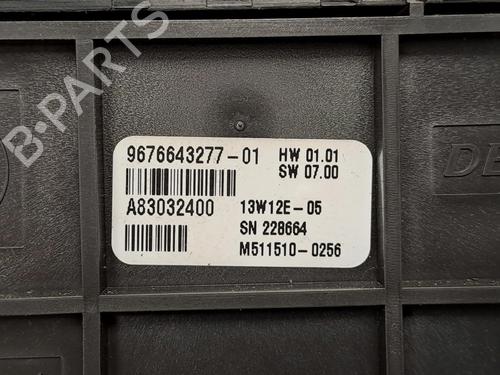 B-PARTS
9676643277-01 HW 01.01
SW 07.00
A83032400 13W12E-05
SN 228664
M511510-0256